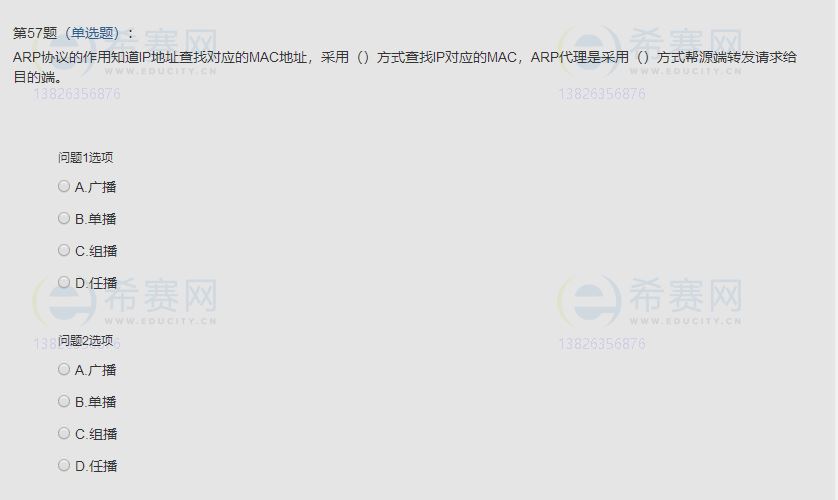 第57题（单选题）：
ARP协议的作用知道IP地址查找对应的MAC地址，采用（）方式查找IP对应的MAC，ARP代理是采用（）方式帮源端转发请求给
目的端。
希赛网
WWW.EDUCITY.CN
13826356876
希赛网
WWW.EDUCITY.CN
13826356876
问题1选项
A.广播
B.单播
C.组播
D.任播
希赛网
WWW.EDUCITY.CN
13826356876
希赛网
WWW.EDUCITY.CN
13826356876
问题2选项
A.广播
B.单播
C.组播
D.任播